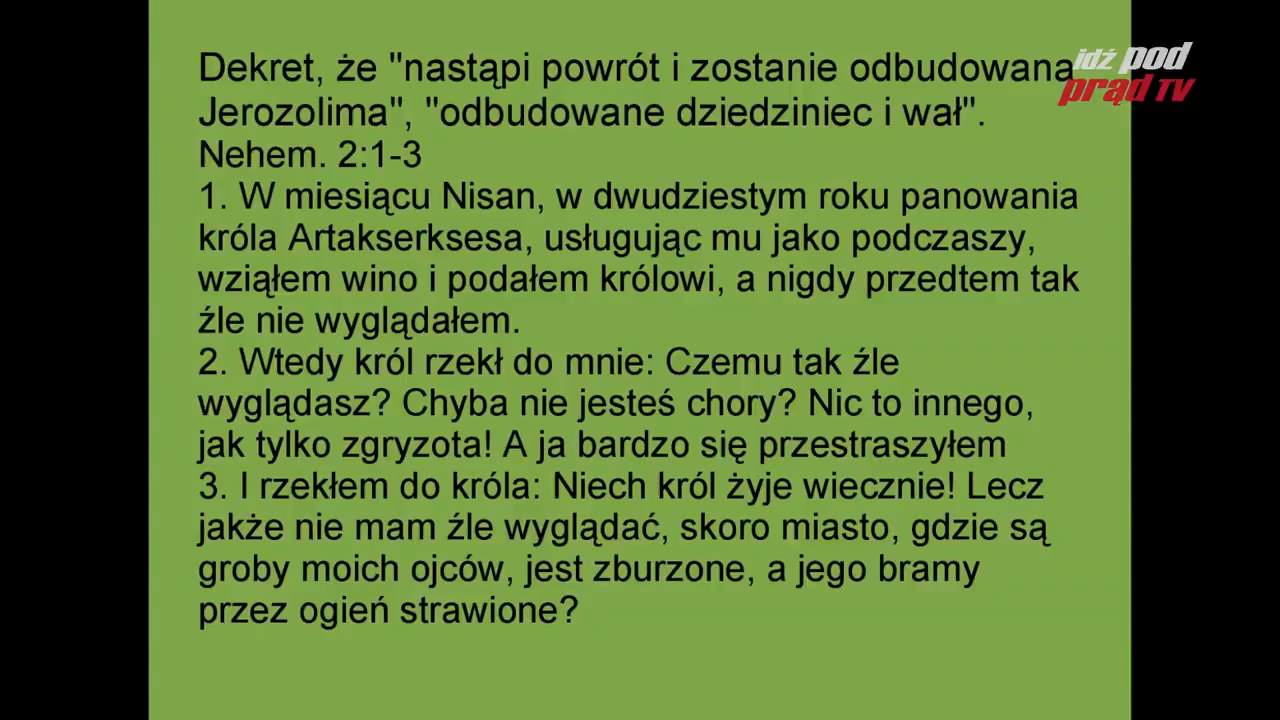 Dekret, że "nastąpi powrót i zostanie odbudowana
Jerozolima", "odbudowane dziedziniec i wał".
Nehem. 2:1-3
1. W miesiącu Nisan, w dwudziestym roku panowania
króla Artakserksesa, usługując mu jako podczaszy,
wziąłem wino i podałem królowi, a nigdy przedtem tak
źle nie wyglądałem.
2. Wtedy król rzekł do mnie: Czemu tak źle
wyglądasz? Chyba nie jesteś chory? Nic to innego,
jak tylko zgryzota! A ja bardzo się przestraszyłem
3. I rzekłem do króla: Niech król żyje wiecznie! Lecz
jakże nie mam źle wyglądać, skoro miasto, gdzie są
groby moich ojców, jest zburzone, a jego bramy
przez ogień strawione?
idź pod
prąd TV